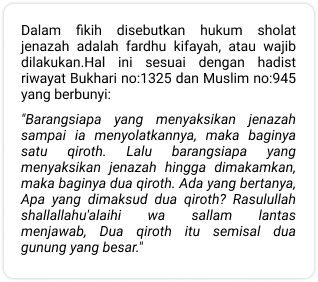 Dalam fikih disebutkan hukum sholat
jenazah adalah fardhu kifayah, atau wajib
dilakukan.Hal ini sesuai dengan hadist
riwayat Bukhari no:1325 dan Muslim no:945
yang berbunyi:
"Barangsiapa yang menyaksikan jenazah
sampai ia menyolatkannya, maka baginya
satu qiroth. Lalu barangsiapa yang
menyaksikan jenazah hingga dimakamkan,
maka baginya dua qiroth. Ada yang bertanya,
Apa yang dimaksud dua qiroth? Rasulullah
shallallahu'alaihi wa sallam lantas
menjawab, Dua qiroth itu semisal dua
gunung yang besar."